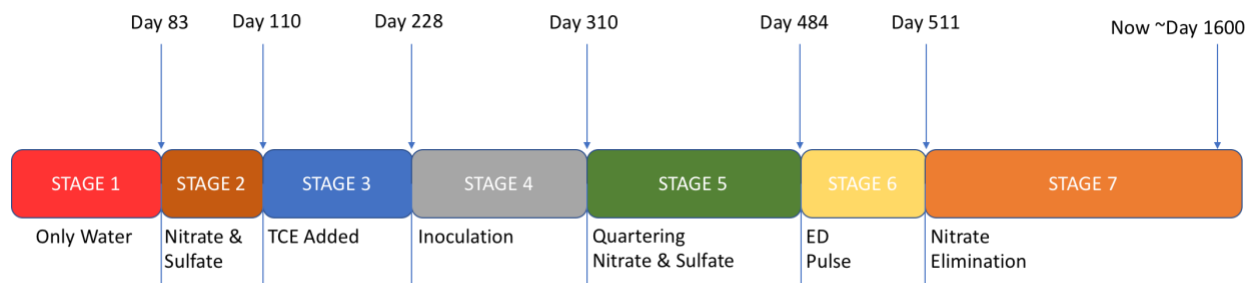 Day 83
Day 110
Day 228
Day 310
Day 484
Day 511
Now ~Day 1600
STAGE 1
STAGE 2
STAGE 3
STAGE 4
STAGE 5
STAGE 6
STAGE 7
Only Water
Nitrate &
Sulfate
TCE Added
Inoculation
Quartering
Nitrate & Sulfate
ED
Pulse
Nitrate
Elimination